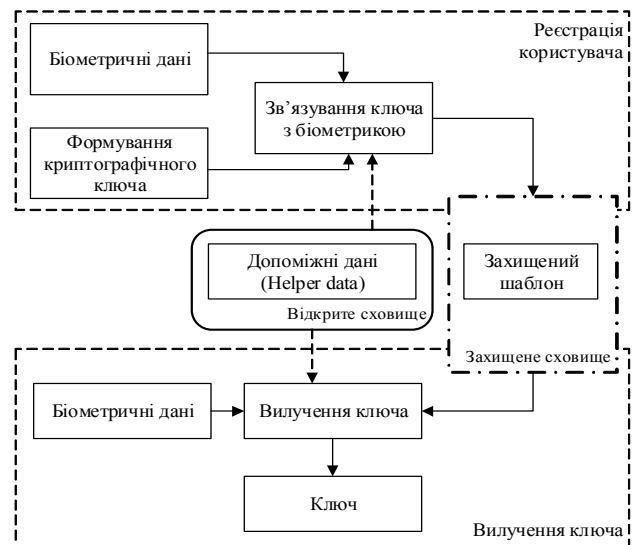 Реєстрація
користувача
Біометричні дані
Зв’язування ключа
з біометрикою
Формування
криптографічного
ключа
Допоміжні дані
(Helper data)
Відкрите сховище
Захищений
шаблон
Захищене сховище
Біометричні дані
Вилучення ключа
Ключ
Вилучення ключа